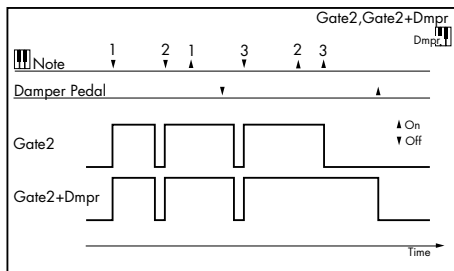 Gate2,Gate2+Dmpr
Dmpr
1 2 1 3 2 3
Note
Damper Pedal
On
Off
Gate2
Gate2+Dmpr
Time